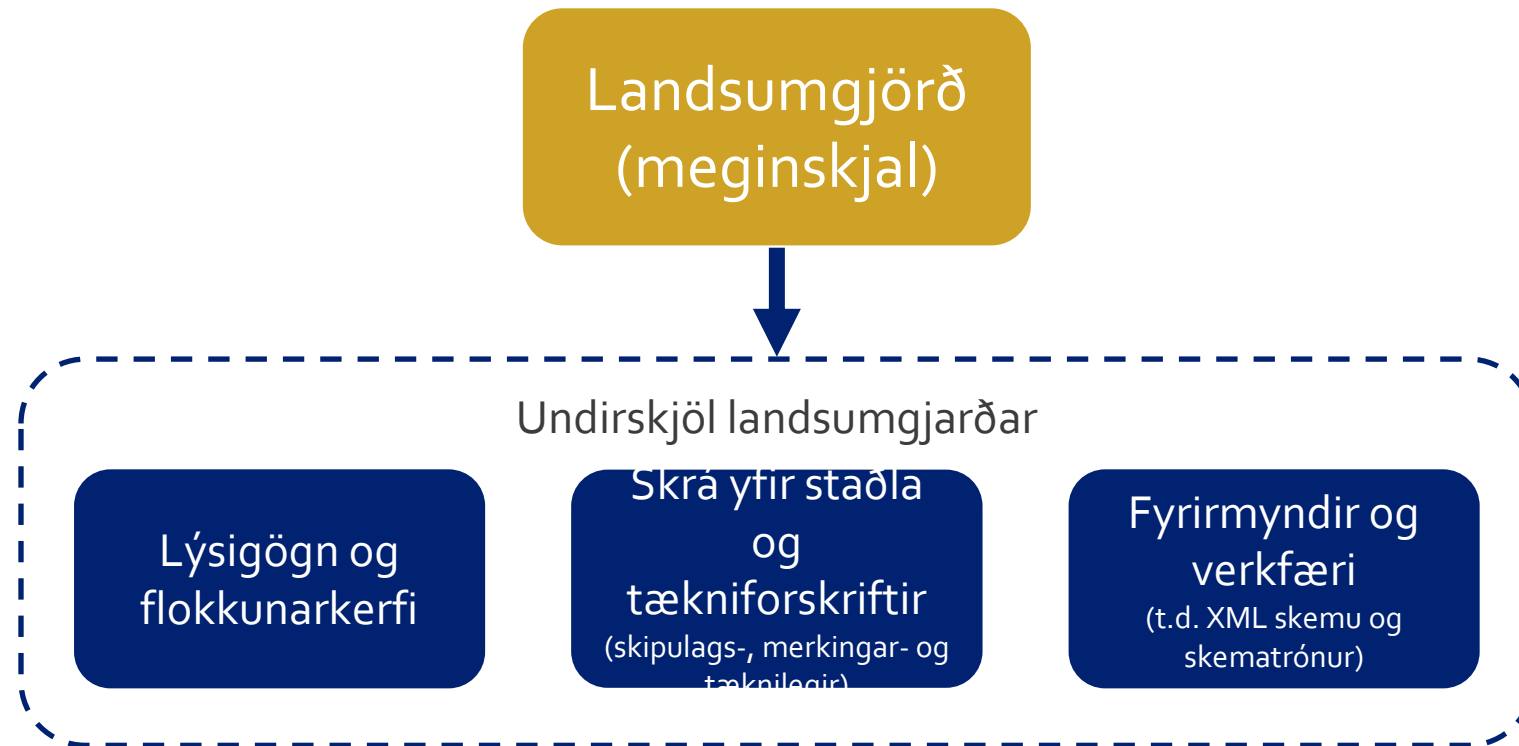 Landsumgjörð
(meginskjal)
Undirskjöl landsumgjarðar
Lýsigögn og
flokkunarkerfi
Skrá yfir staðla
og
tækniforskriftir
(skipulags-, merkingar- og
tæknilegir)
Fyrirmyndir og
verkfæri
(t.d. XML skemu og
skematrónur)